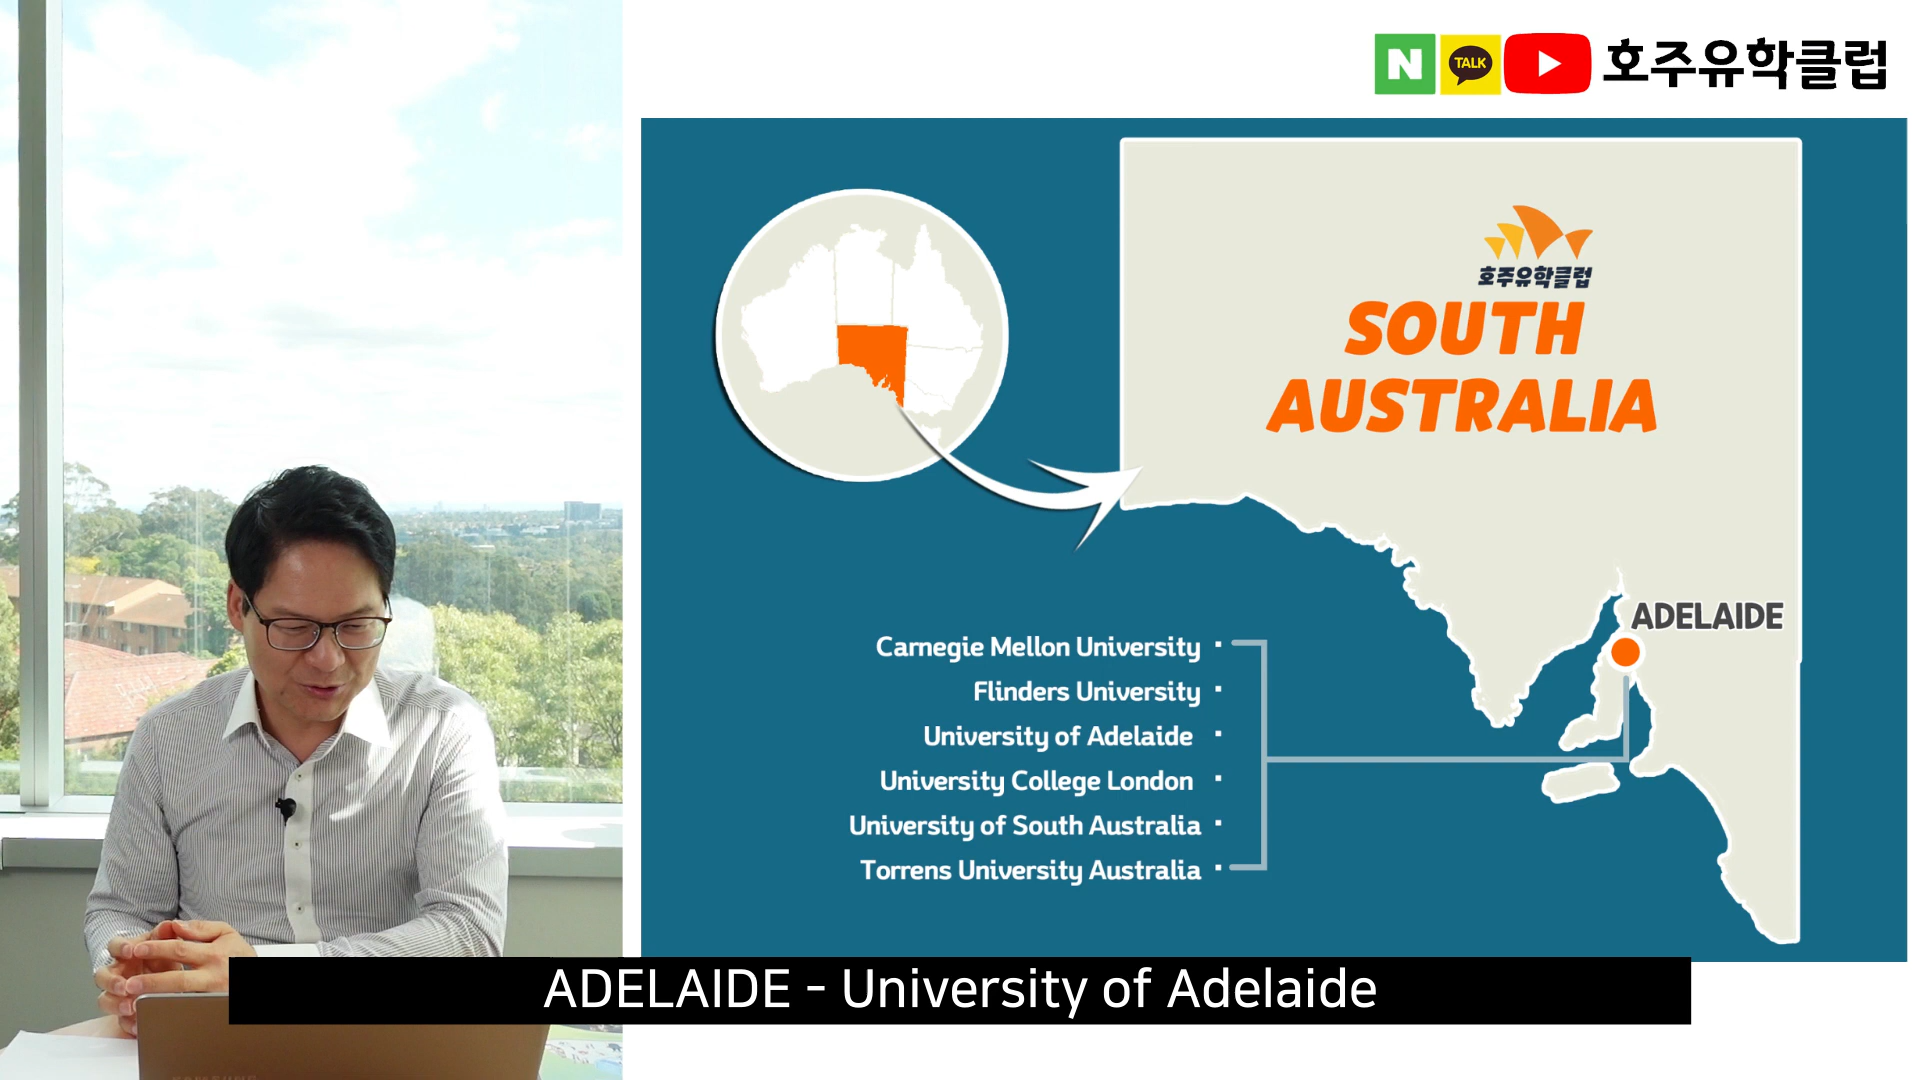 N
TALK
호주유학클럽
호주유학클럽
SOUTH
AUSTRALIA
ADELAIDE
Carnegie Mellon University
Flinders University
University of Adelaide
University College London
University of South Australia
Torrens University Australia
ADELAIDE - University of Adelaide